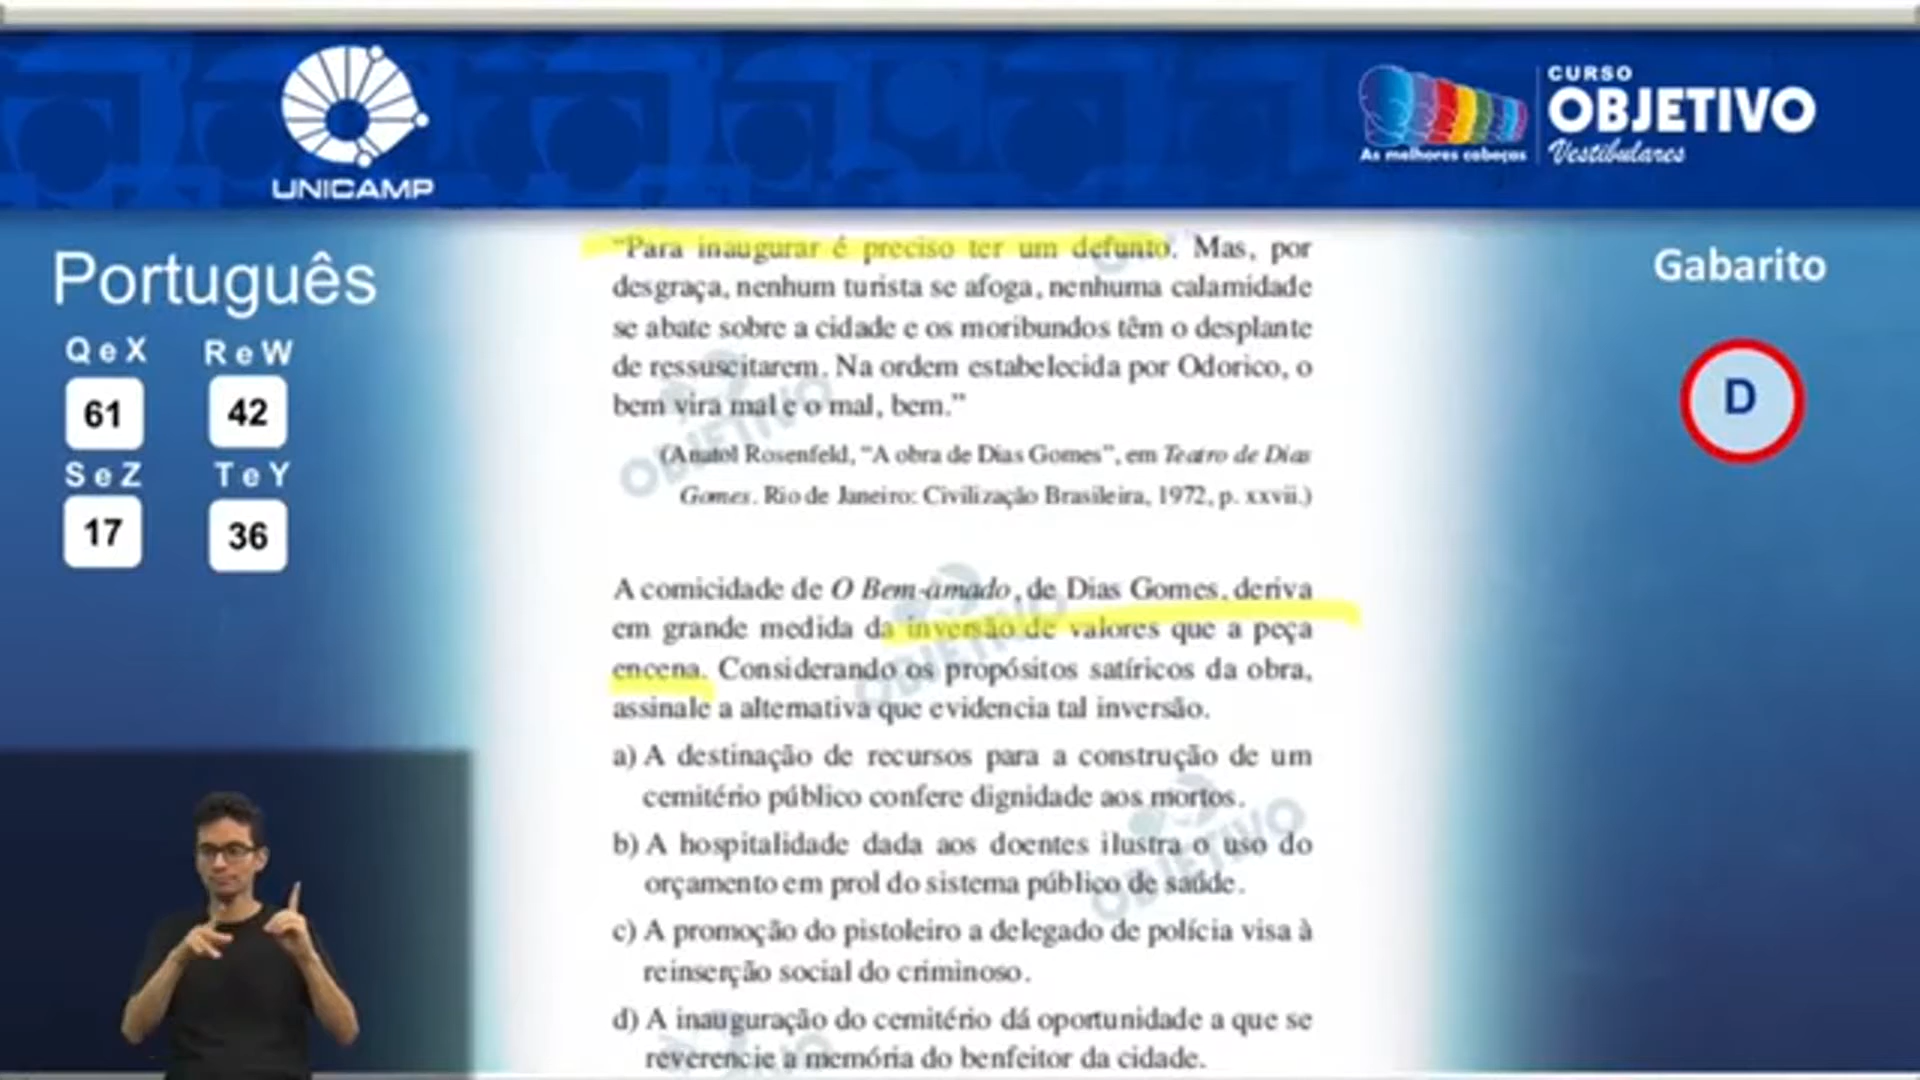 UNICAMP
CURSO
OBJETIVO
As melhores cabeças
Vestibulares
Português
Q e X
R e W
61
42
S e Z
T e Y
17
36
"Para inaugurar é preciso ter um defunto. Mas, por
desgraça, nenhum turista se afoga, nenhuma calamidade
se abate sobre a cidade e os moribundos têm o desplante
de ressuscitarem. Na ordem estabelecida por Odorico, o
bem vira mal e o mal, bem."
(Anatol Rosenfeld, "A obra de Dias Gomes", em Teatro de Dias
Gomes. Rio de Janeiro: Civilização Brasileira, 1972, p. xxvii.)
A comicidade de O Bem-amado, de Dias Gomes, deriva
em grande medida da inversão de valores que a peça
encena. Considerando os propósitos satíricos da obra,
assinale a alternativa que evidencia tal inversão.
a) A destinação de recursos para a construção de um
cemitério público confere dignidade aos mortos.
b) A hospitalidade dada aos doentes ilustra o uso do
orçamento em prol do sistema público de saúde.
c) A promoção do pistoleiro a delegado de polícia visa à
reinserção social do criminoso.
d) A inauguração do cemitério dá oportunidade a que se
reverencie a memória do benfeitor da cidade.
OBJETIVO
OBJETIVO
OBJETIVO
Gabarito
D